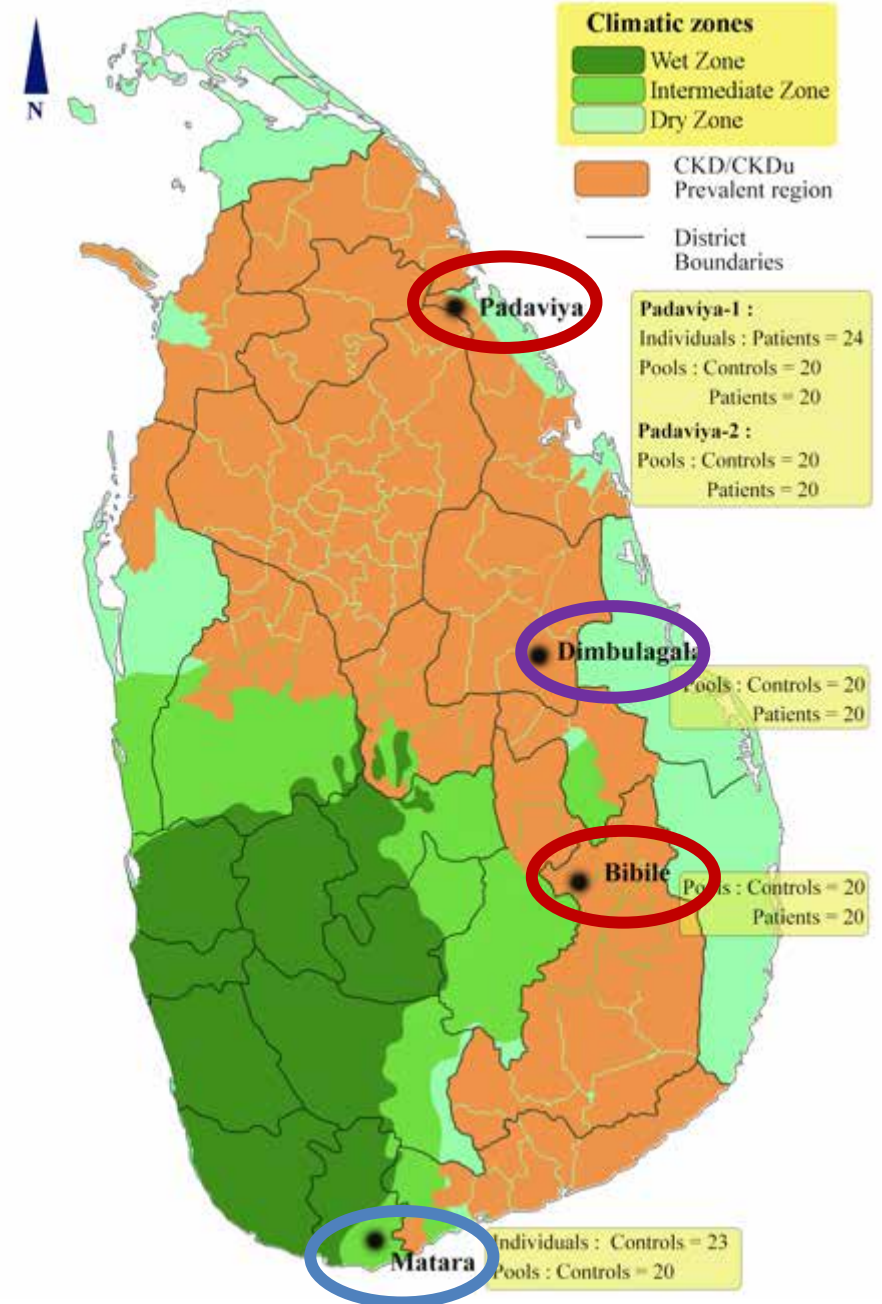 Climatic zones
Wet Zone
Intermediate Zone
Dry Zone
CKD/CKDu
Prevalent region
District
Boundaries
N
Padaviya
Padaviya-1 :
Individuals : Patients = 24
Pools : Controls = 20
Patients = 20
Padaviya-2 :
Pools : Controls = 20
Patients = 20
Dimbulagala
Pools : Controls = 20
Patients = 20
Bibile
Pools : Controls = 20
Patients = 20
Matara
Individuals : Controls = 23
Pools : Controls = 20